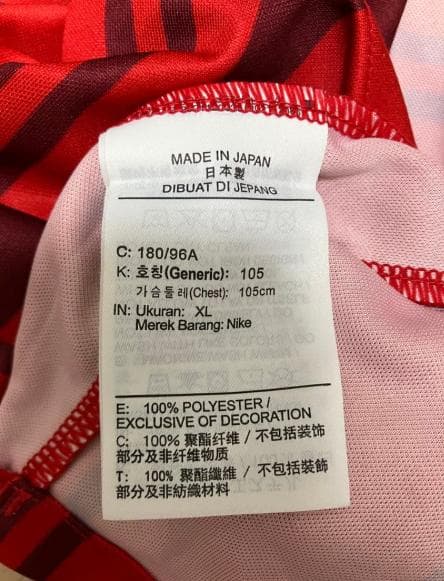 MADE IN JAPAN
日本製
DIBUAT DI JEPANG
C: 180/96A
K: 호칭(Generic): 105
가슴둘레(Chest): 105cm
IN: Ukuran: XL
Merek Barang: Nike
E: 100% POLYESTER /
EXCLUSIVE OF DECORATION
C: 100% 聚酯纤维 / 不包括装饰
部分及非纤维物质
T: 100% 聚酯纖維 / 不包括裝飾
部分及非紡織材料